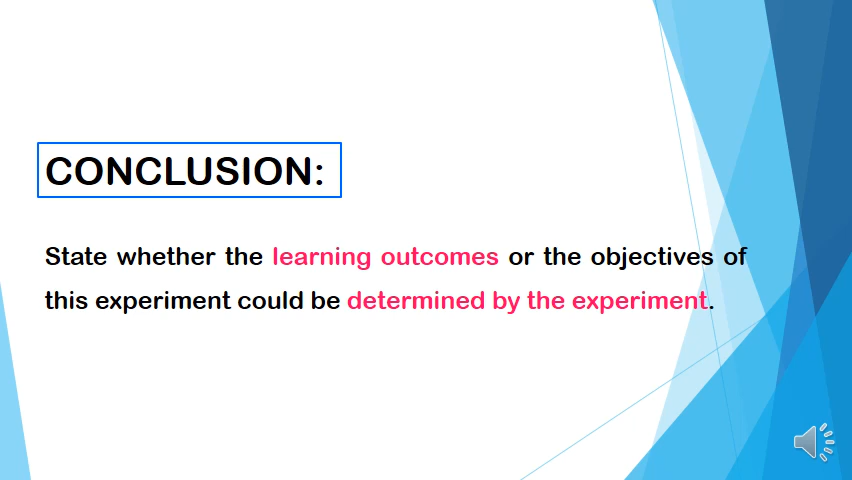 CONCLUSION:
State whether the learning outcomes or the objectives of
this experiment could be determined by the experiment.